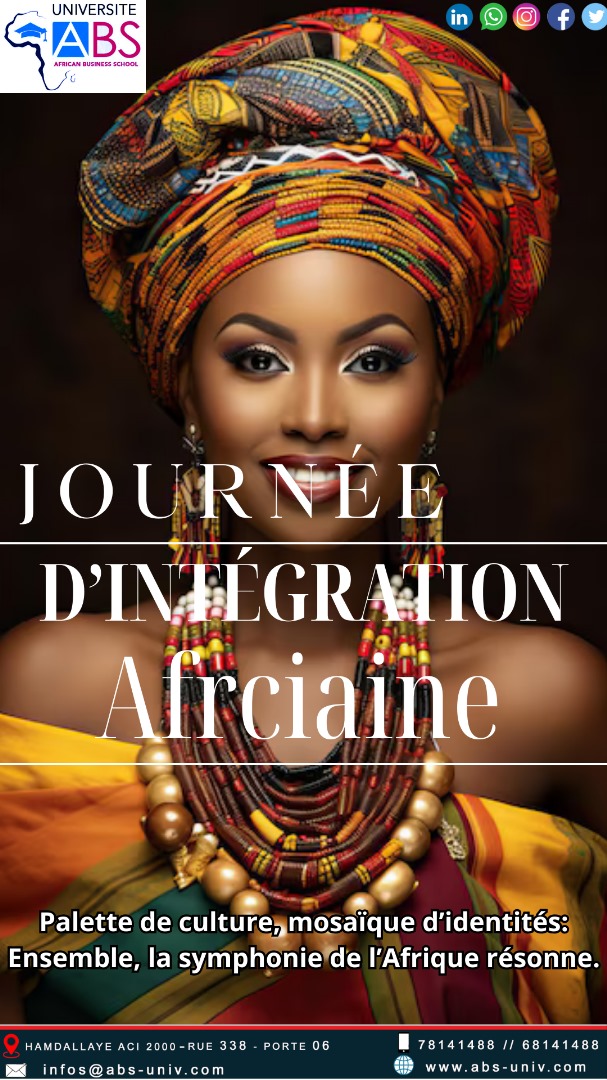 UNIVERSITE
ABS
AFRICAN BUSINESS SCHOOL
JOURNÉE
D'INTÉGRATION
Afrciaine
Palette de culture, mosaïque d'identités:
Ensemble, la symphonie de l'Afrique résonne.
HAMDALLAYE ACI 2000 - RUE 338 - PORTE 06
78141488 // 68141488
infos@abs-univ.com
www.abs-univ.com